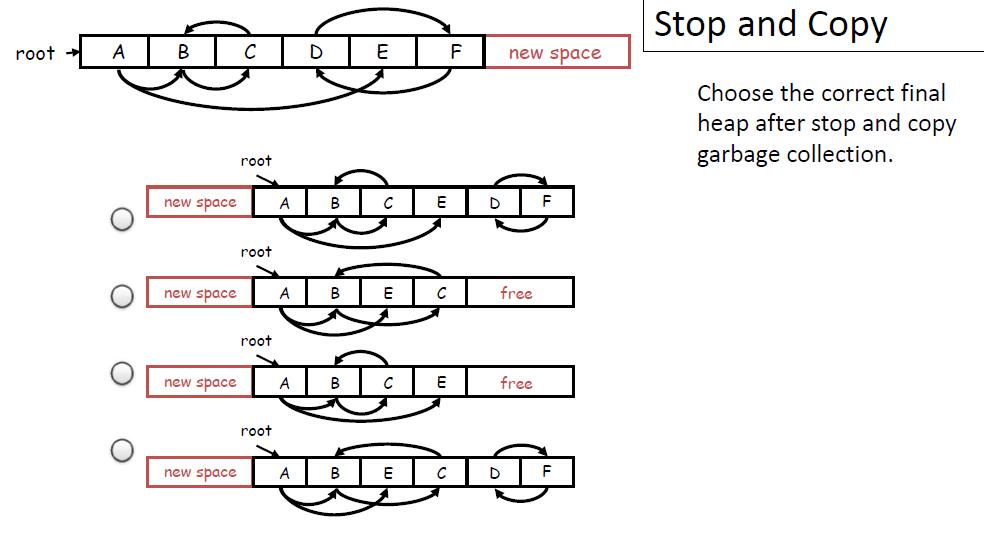 Stop and Copy
root A B C D E F new space
Choose the correct final
heap after stop and copy
garbage collection.
root
new space A B C E D F
root
new space A B E C free
root
new space A B C E free
root
new space A B E C D F